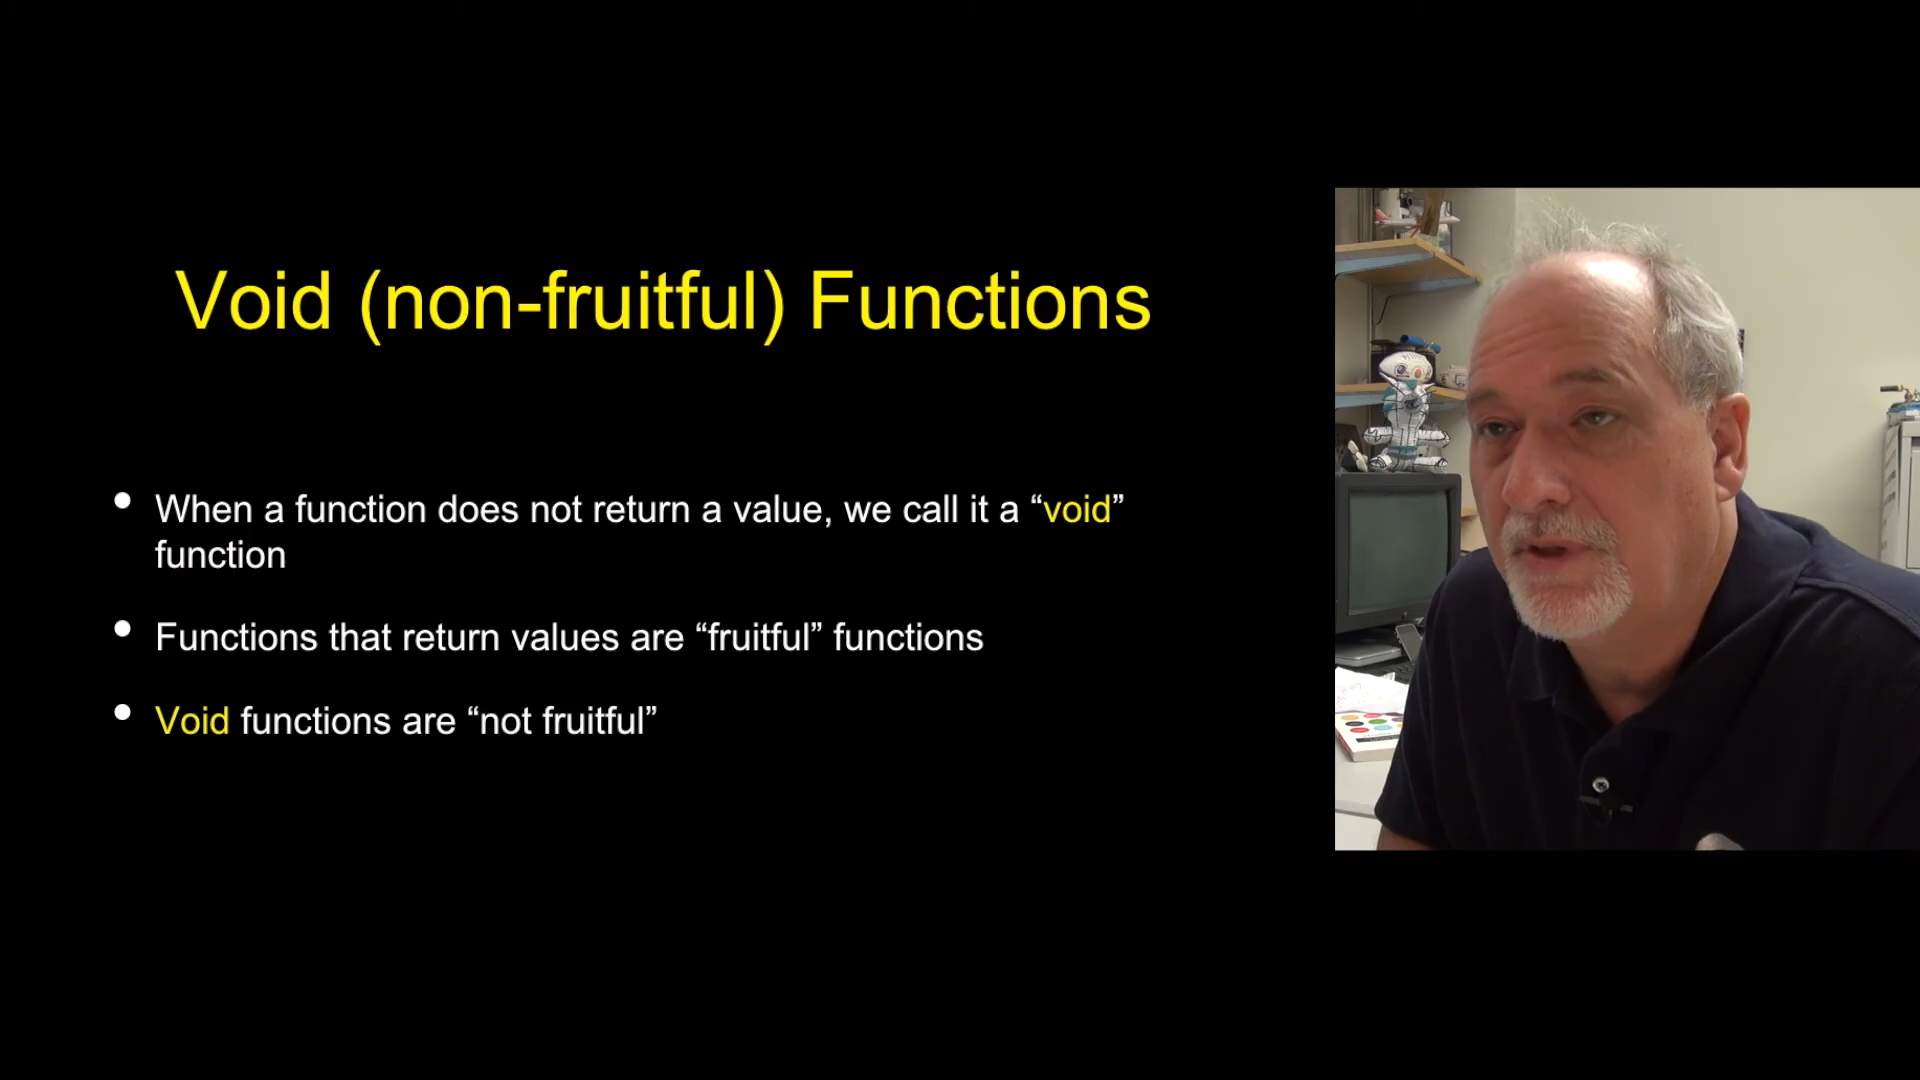 Void (non-fruitful) Functions
• When a function does not return a value, we call it a “void”
function
• Functions that return values are “fruitful” functions
• Void functions are “not fruitful”